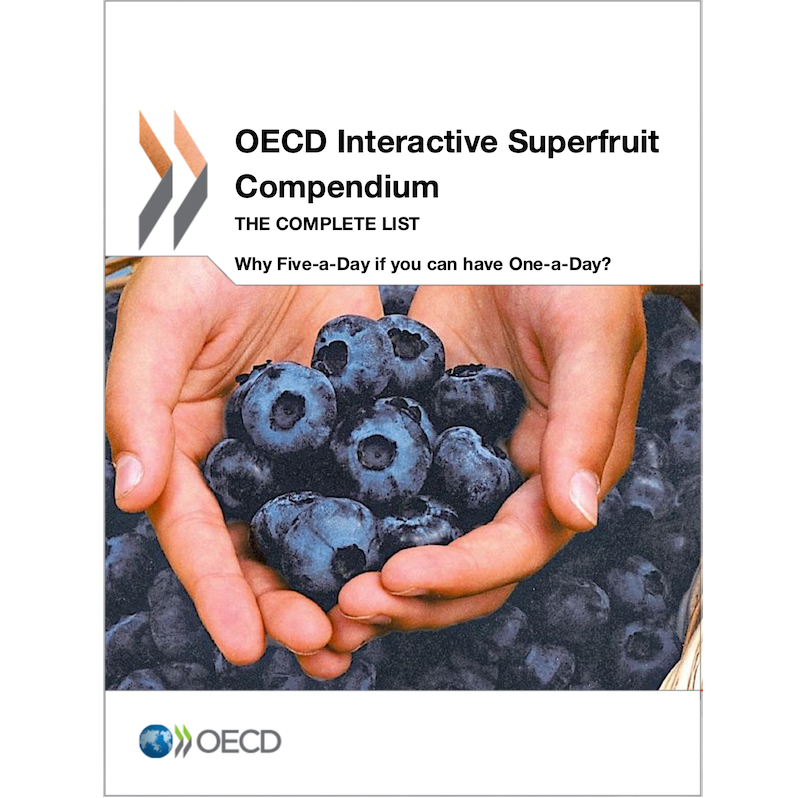 OECD Interactive Superfruit
Compendium
THE COMPLETE LIST
Why Five-a-Day if you can have One-a-Day?
OECD